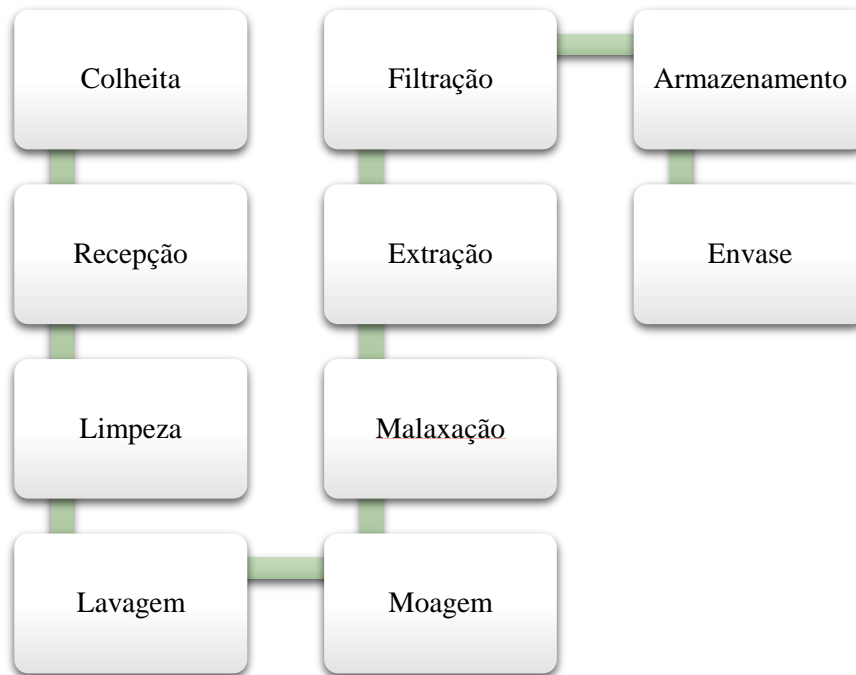 Colheita
Recepção
Limpeza
Lavagem
Moagem
Malaxação
Extração
Filtração
Armazenamento
Envase